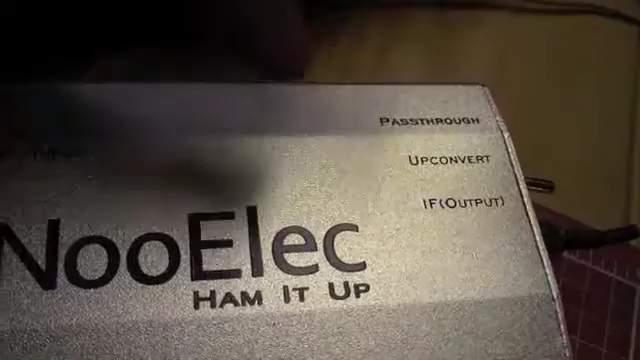 PASSTHROUGH
UPCONVERT
IF(OUTPUT)
NooElec
HAM IT UP